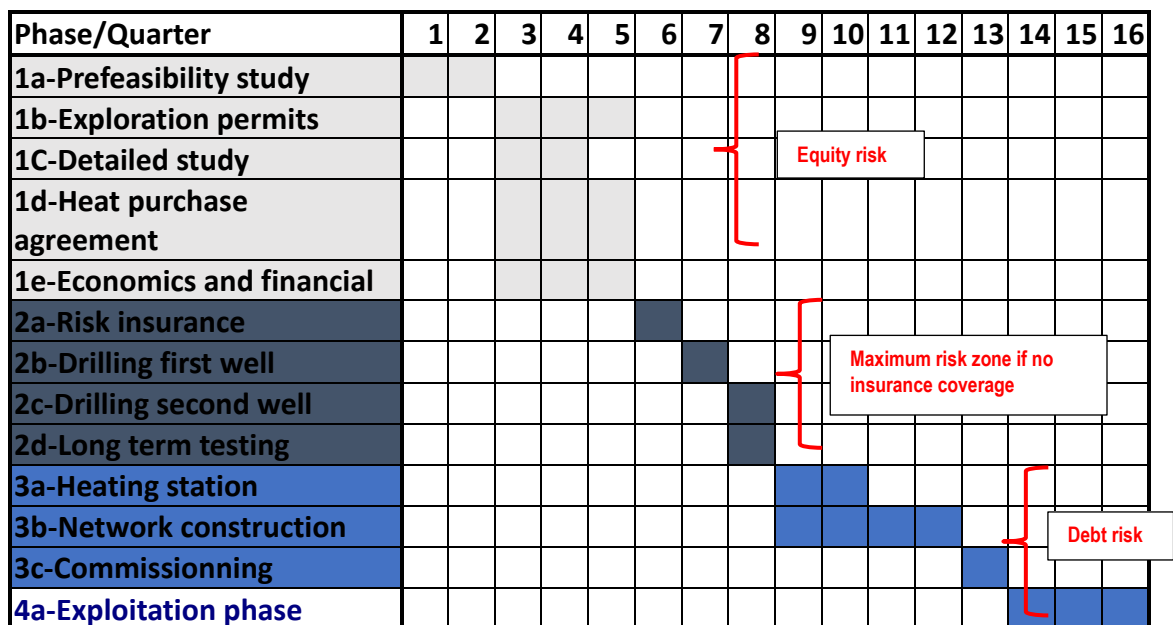 Phase/Quarter 1 2 3 4 5 6 7 8 9 10 11 12 13 14 15 16
1a-Prefeasibility study
1b-Exploration permits
1C-Detailed study
Equity risk
1d-Heat purchase
agreement
1e-Economics and financial
2a-Risk insurance
2b-Drilling first well
Maximum risk zone if no
insurance coverage
2c-Drilling second well
2d-Long term testing
3a-Heating station
3b-Network construction
Debt risk
3c-Commissionning
4a-Exploitation phase